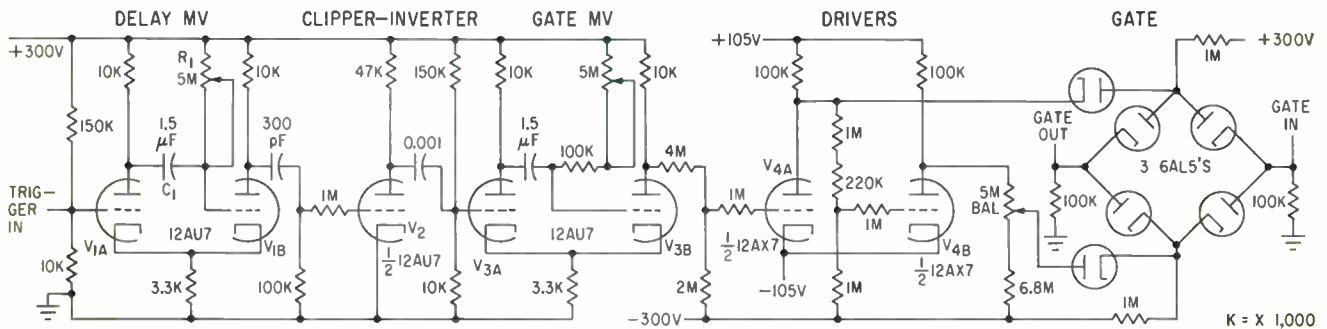 DELAY MV
CLIPPER-INVERTER
GATE MV
DRIVERS
GATE
+300V
10K
R1
5M
10K
47K
150K
10K
5M
10K
+105V
100K
100K
1M
+300V
150K
1.5
µF
C1
300
pF
0.001
1.5
µF
100K
4M
1M
220K
GATE
OUT
GATE
IN
3 6AL5'S
TRIG-
GER
IN
1M
1M
V4A
1M
5M
BAL
100K
100K
V1A
12AU7
V1B
V2
1/2 12AU7
V3A
12AU7
V3B
1/2 12AX7
V4B
1/2 12AX7
10K
3.3K
100K
10K
3.3K
2M
-105V
1M
6.8M
1M
-300V
K = X 1,000